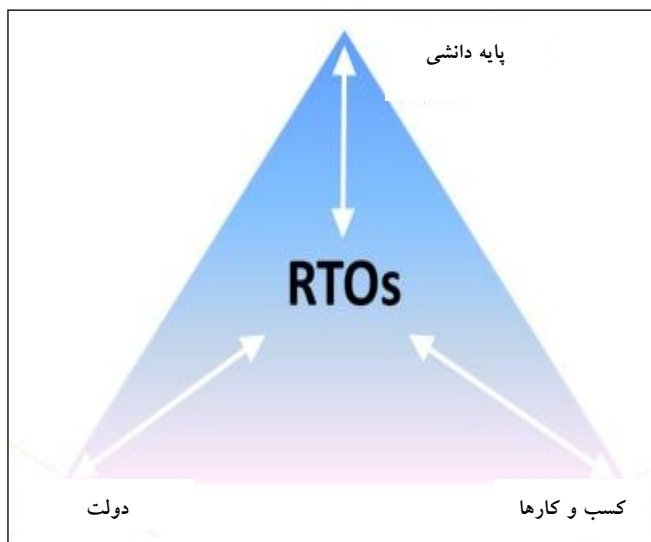 پایه دانشی
RTOs
کسب و کارها
دولت